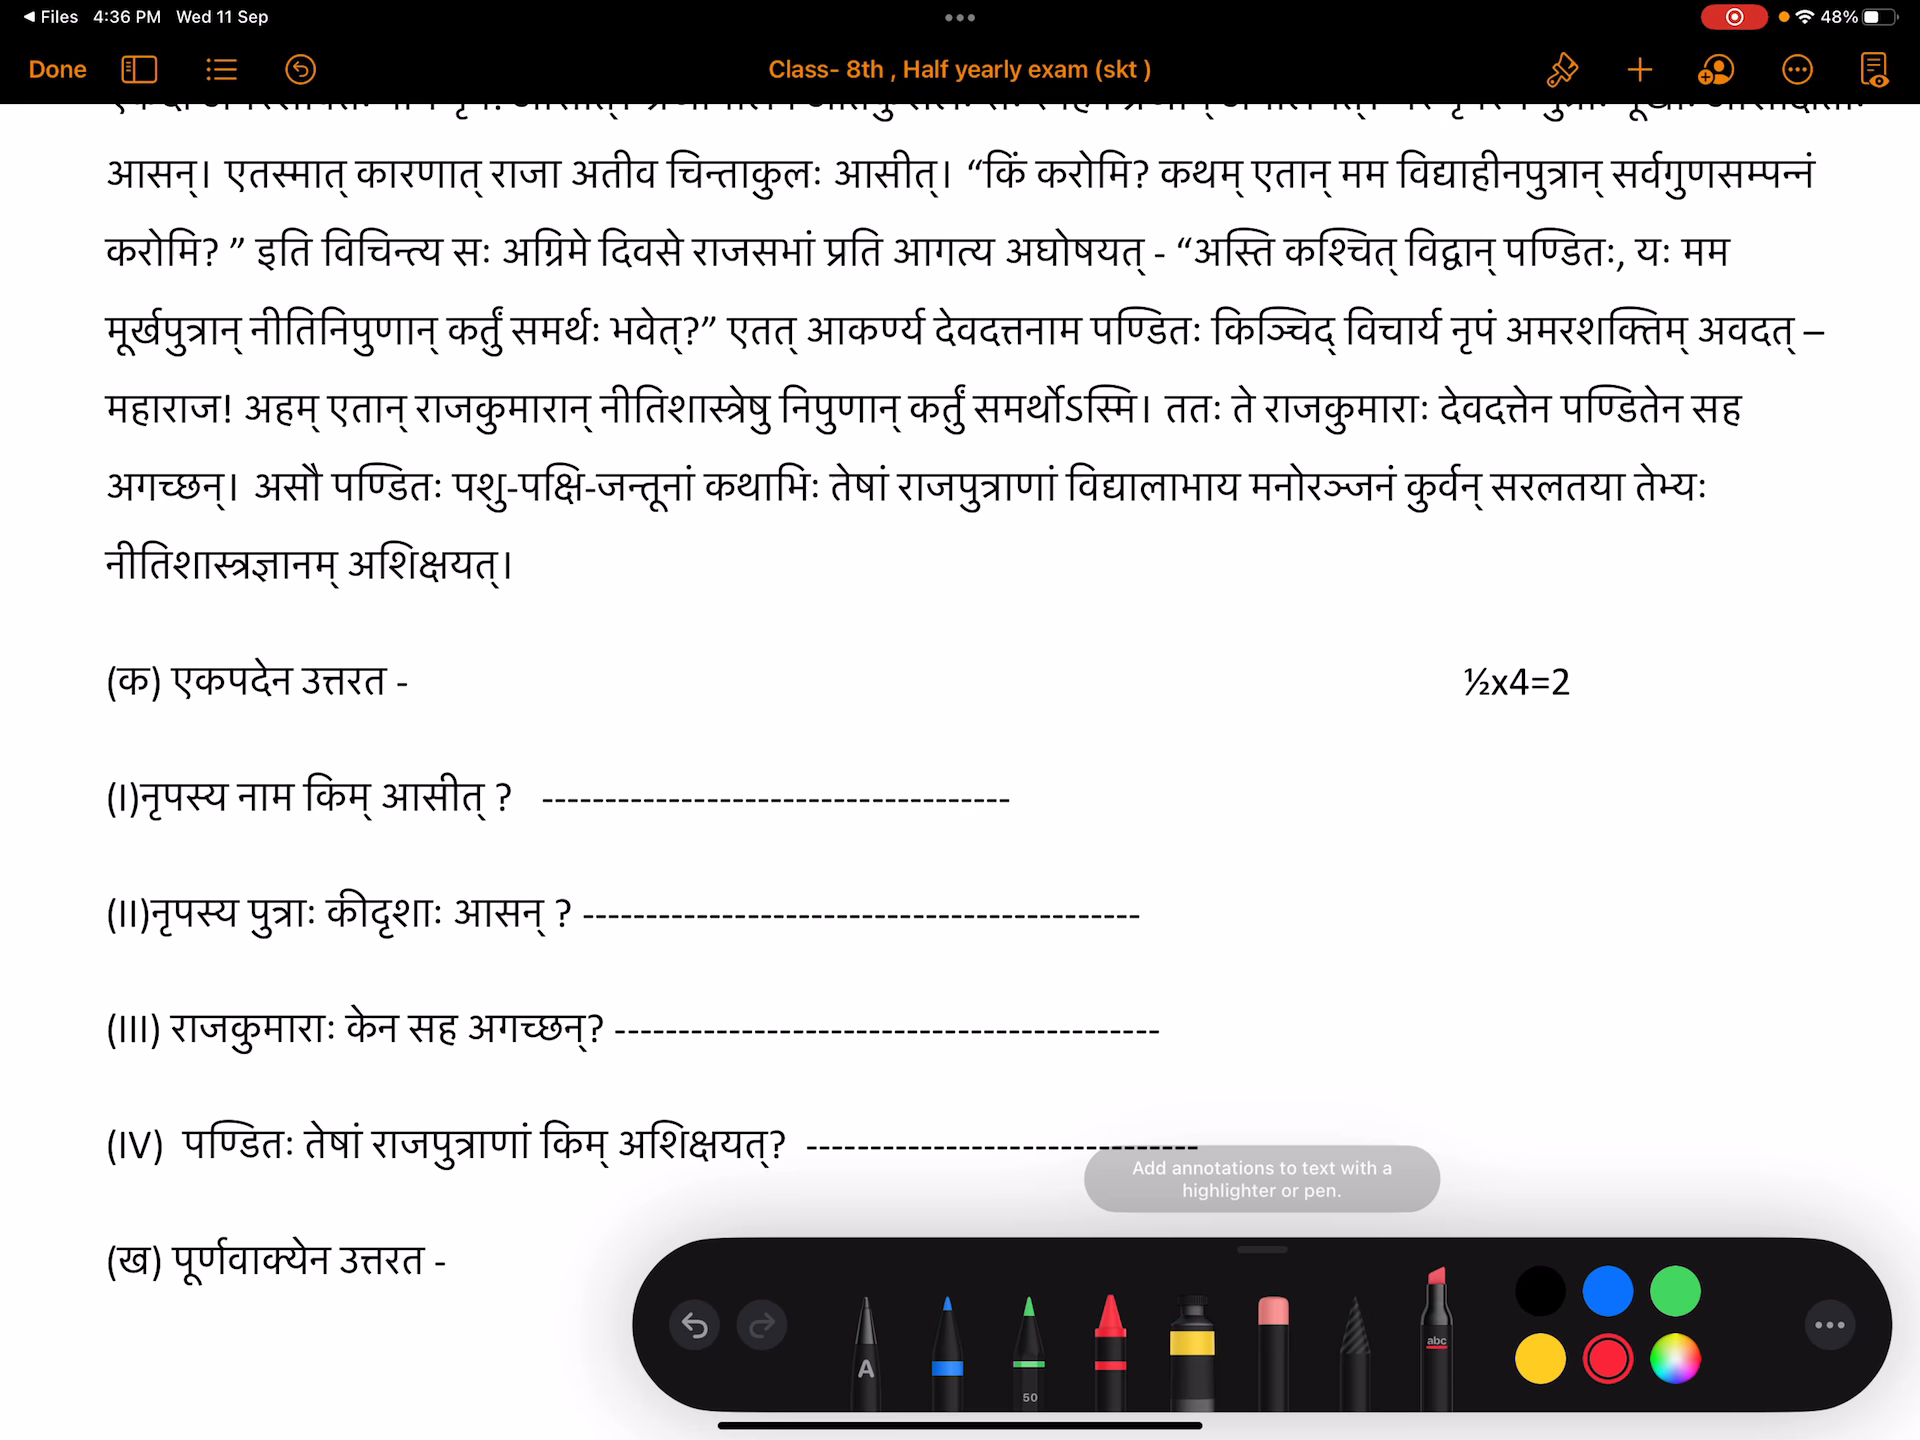 Files 4:36 PM Wed 11 Sep 48%
Done Class- 8th , Half yearly exam (skt )
आसन्। एतस्मात् कारणात् राजा अतीव चिन्ताकुलः आसीत्। “किं करोमि? कथम् एतान् मम विद्याहीनपुत्रान् सर्वगुणसम्पन्नं
करोमि? ” इति विचिन्त्य सः अग्रिमे दिवसे राजसभां प्रति आगत्य अघोषयत् - “अस्ति कश्चित् विद्वान् पण्डितः, यः मम
मूर्खपुत्रान् नीतिनिपुणान् कर्तुं समर्थः भवेत्?” एतत् आकर्ण्य देवदत्तनाम पण्डितः किञ्चिद् विचार्य नृपं अमरशक्तिम् अवदत् –
महाराज! अहम् एतान् राजकुमारान् नीतिशास्त्रेषु निपुणान् कर्तुं समर्थोऽस्मि। ततः ते राजकुमाराः देवदत्तेन पण्डितेन सह
अगच्छन्। असौ पण्डितः पशु-पक्षि-जन्तूनां कथाभिः तेषां राजपुत्राणां विद्यालाभाय मनोरञ्जनं कुर्वन् सरलतया तेभ्यः
नीतिशास्त्रज्ञानम् अशिक्षयत्।
(क) एकपदेन उत्तरत - ½x4=2
(I)नृपस्य नाम किम् आसीत् ? -------------------------------------
(II)नृपस्य पुत्राः कीदृशाः आसन् ? --------------------------------------------
(III) राजकुमाराः केन सह अगच्छन्? -------------------------------------------
(IV) पण्डितः तेषां राजपुत्राणां किम् अशिक्षयत्? -------------------------------
Add annotations to text with a
highlighter or pen.
(ख) पूर्णवाक्येन उत्तरत -
abc
A
50